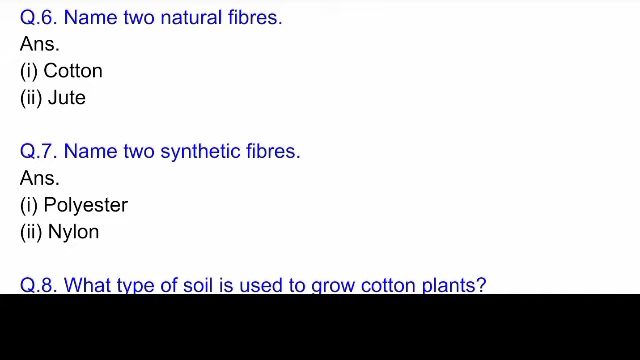 Q.6. Name two natural fibres.
Ans.
(i) Cotton
(ii) Jute
Q.7. Name two synthetic fibres.
Ans.
(i) Polyester
(ii) Nylon
Q.8. What type of soil is used to grow cotton plants?